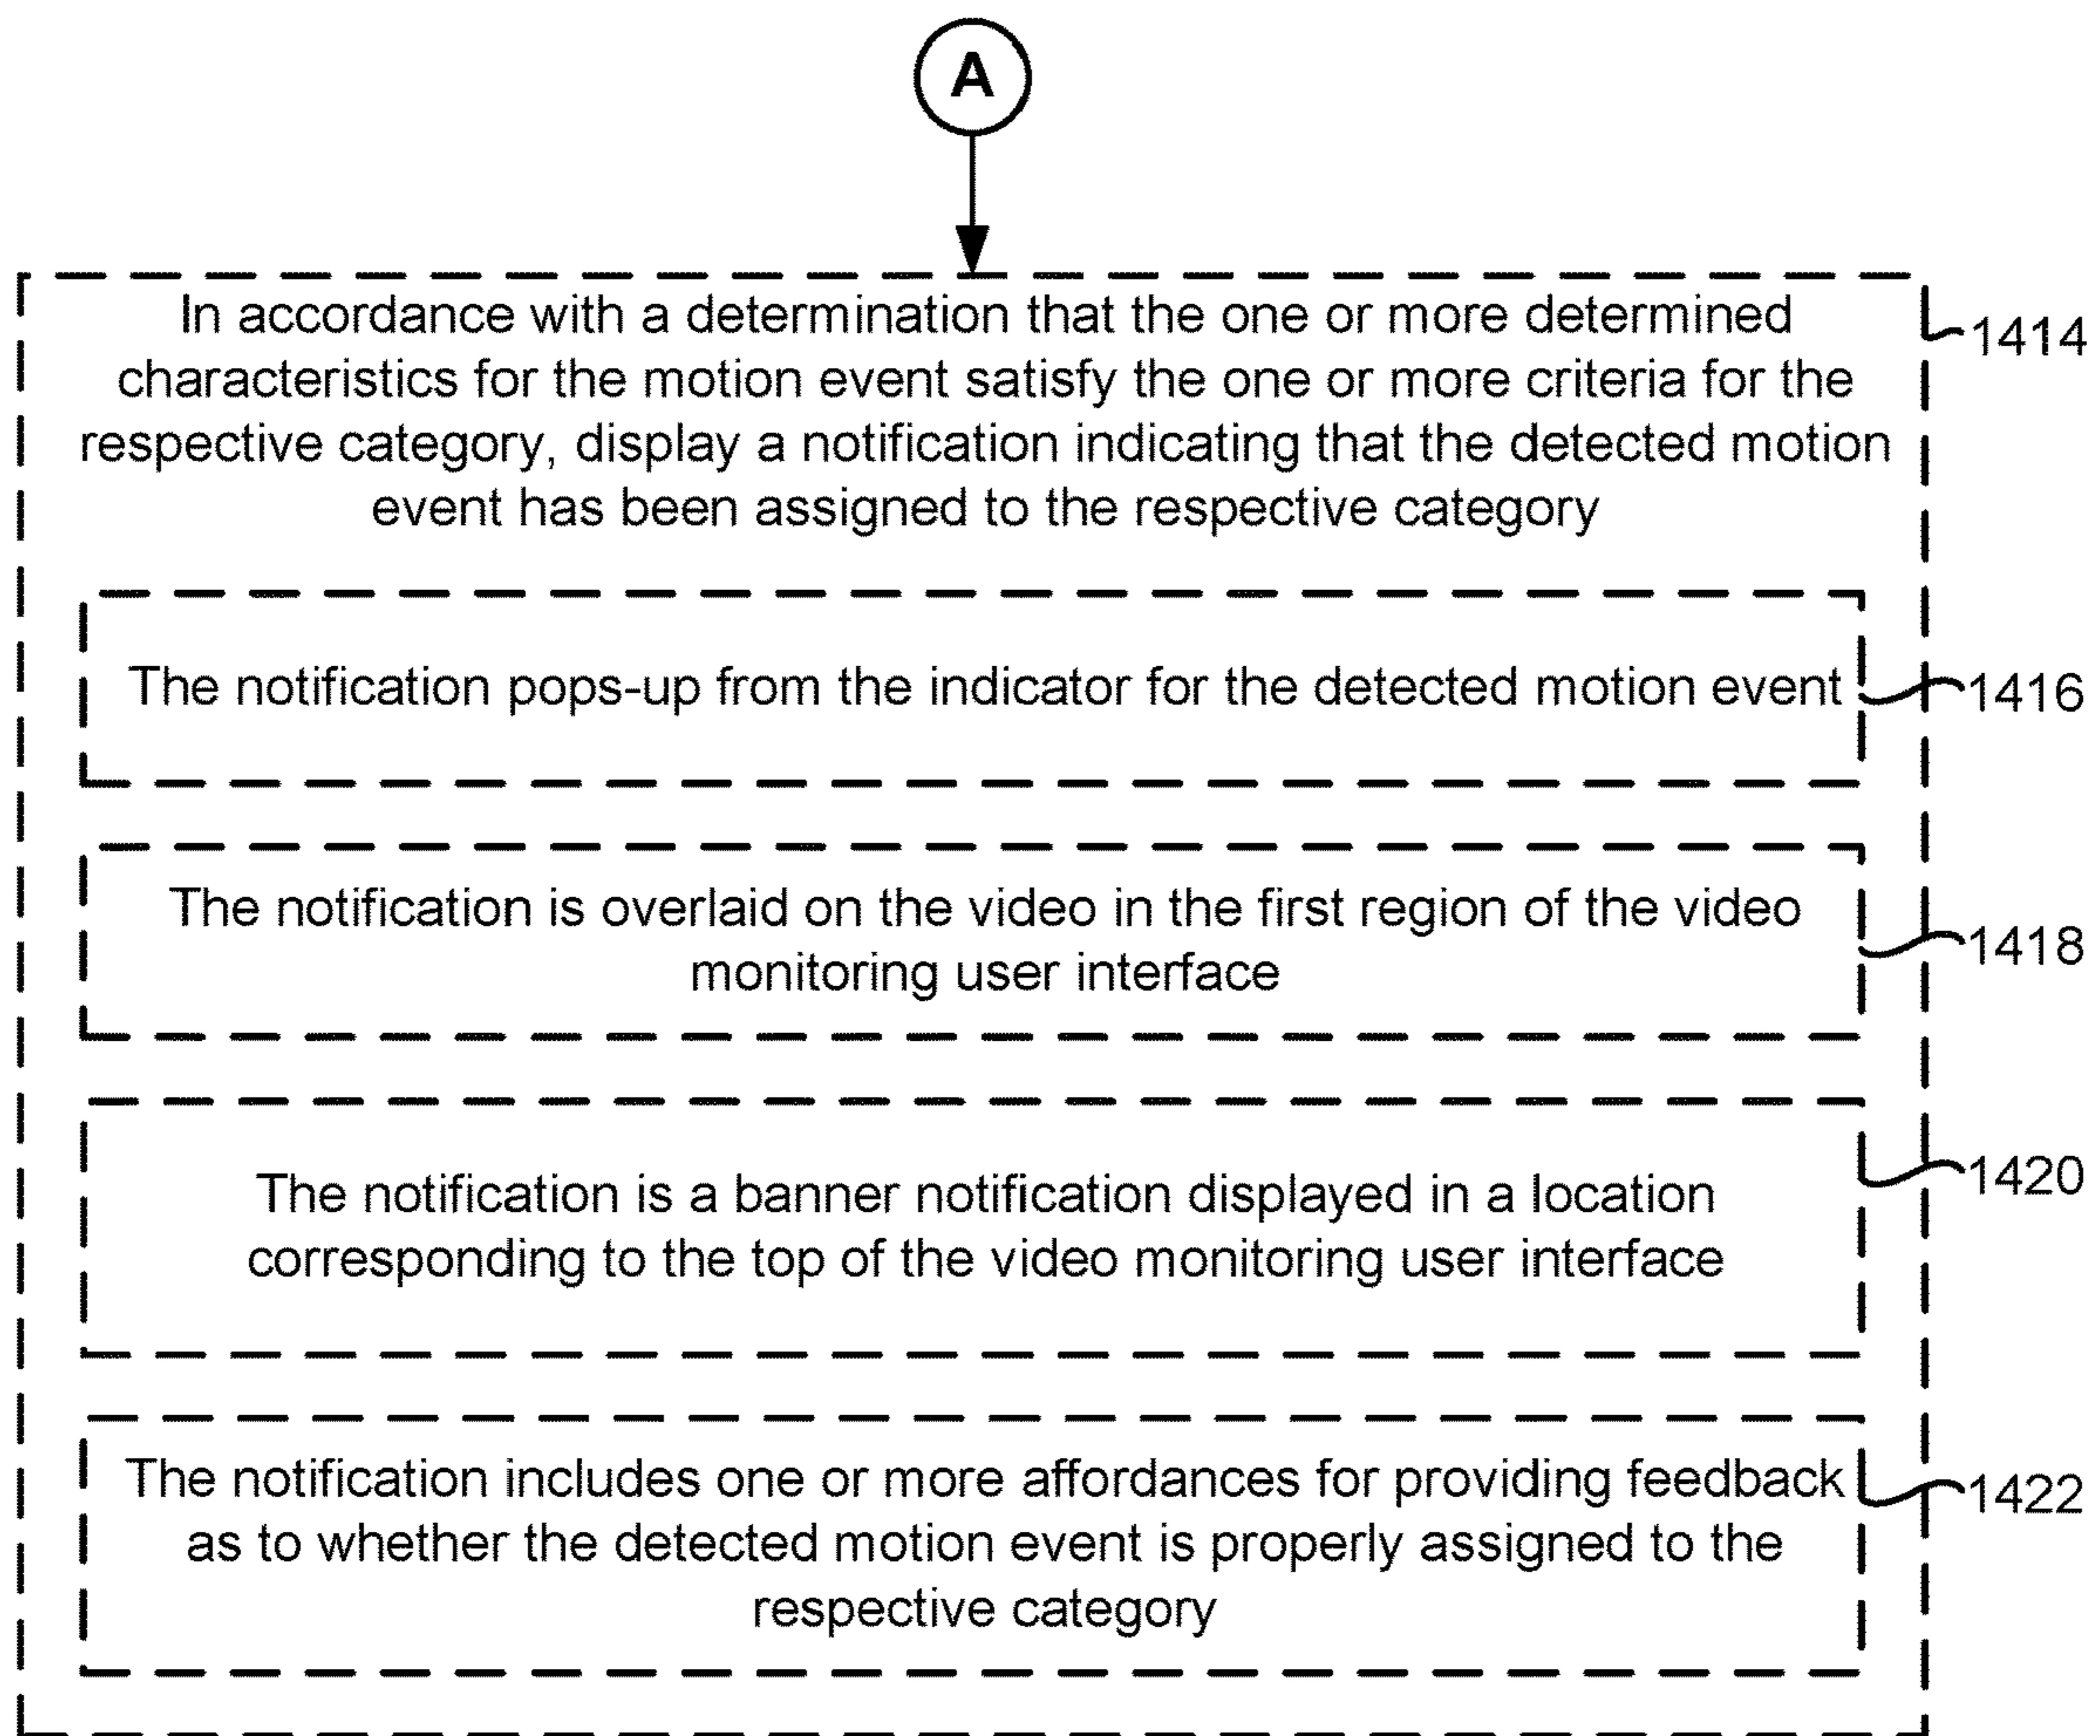 A
In accordance with a determination that the one or more determined
characteristics for the motion event satisfy the one or more criteria for the
respective category, display a notification indicating that the detected motion
event has been assigned to the respective category
1414
The notification pops-up from the indicator for the detected motion event
1416
The notification is overlaid on the video in the first region of the video
monitoring user interface
1418
The notification is a banner notification displayed in a location
corresponding to the top of the video monitoring user interface
1420
The notification includes one or more affordances for providing feedback
as to whether the detected motion event is properly assigned to the
respective category
1422